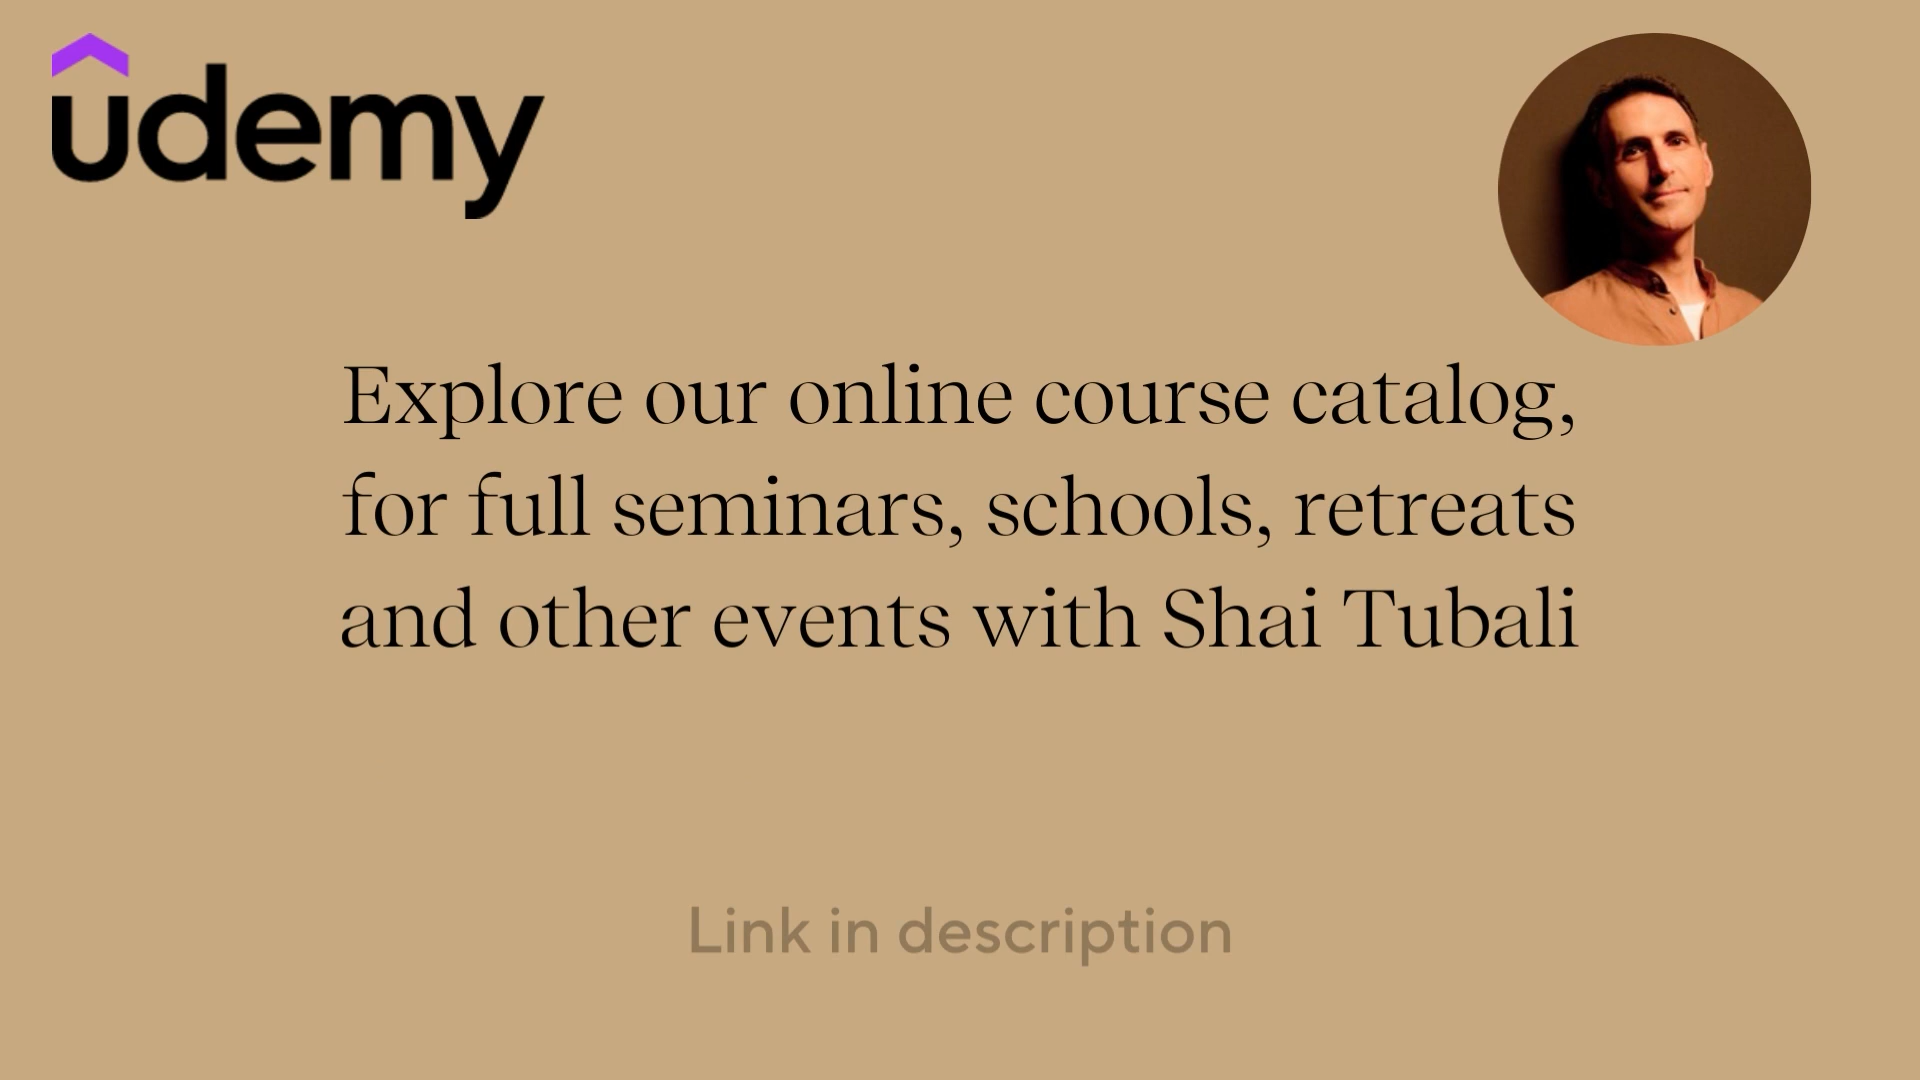 udemy
Explore our online course catalog,
for full seminars, schools, retreats
and other events with Shai Tubali
Link in description